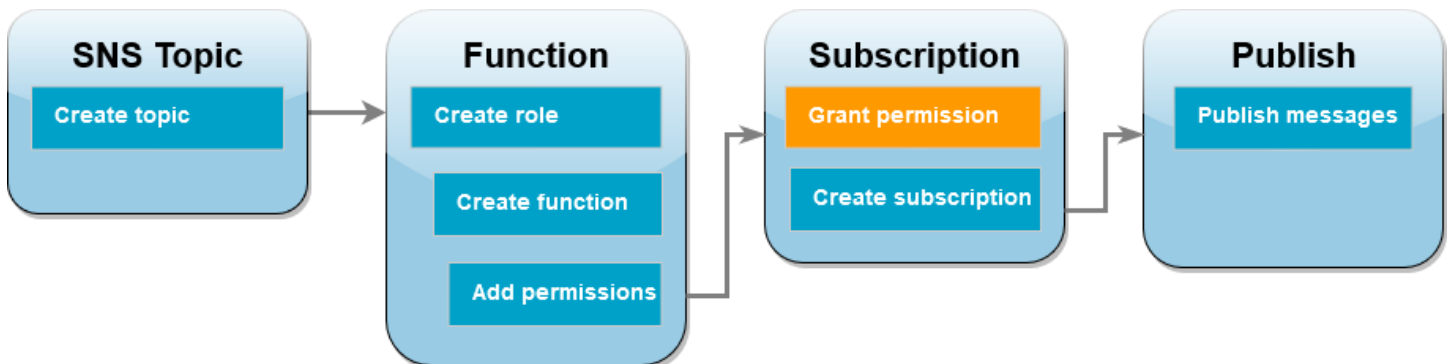 SNS Topic
Create topic
Function
Create role
Create function
Add permissions
Subscription
Grant permission
Create subscription
Publish
Publish messages